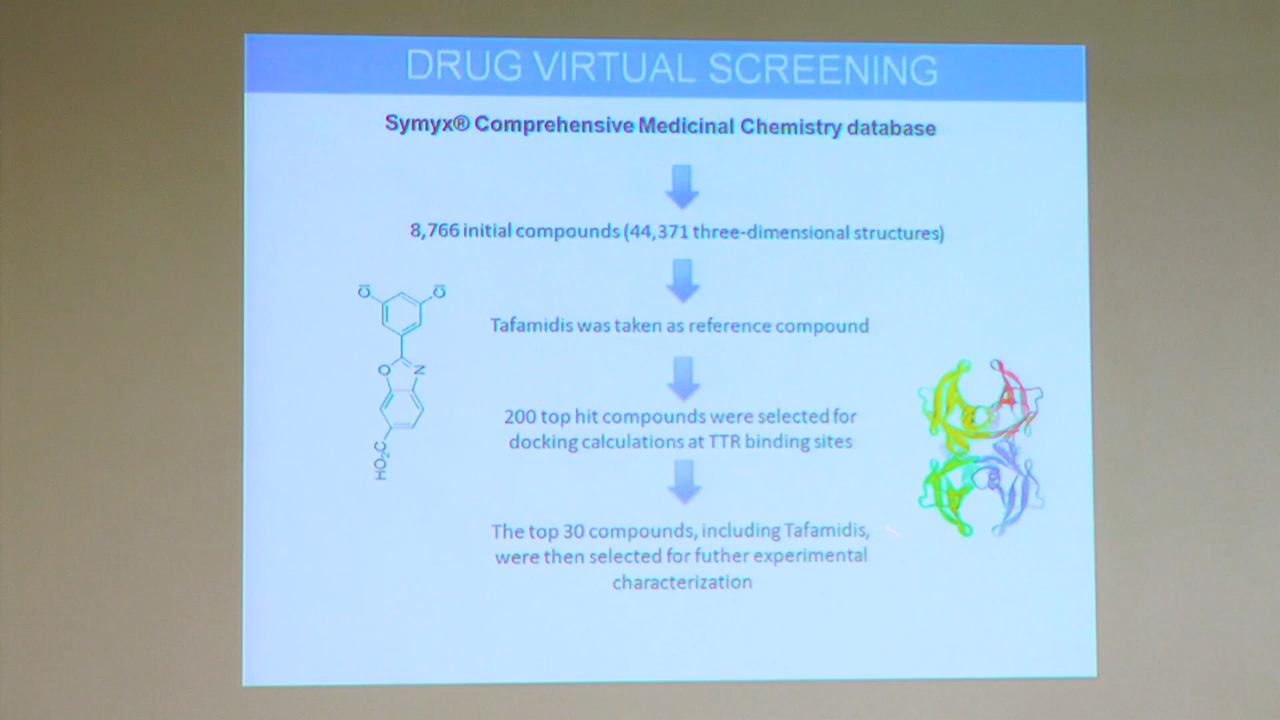 DRUG VIRTUAL SCREENING
Symyx® Comprehensive Medicinal Chemistry database
8,766 initial compounds (44,371 three-dimensional structures)
Cl
Cl
Tafamidis was taken as reference compound
O
N
200 top hit compounds were selected for
docking calculations at TTR binding sites
HO₂C
The top 30 compounds, including Tafamidis,
were then selected for futher experimental
characterization